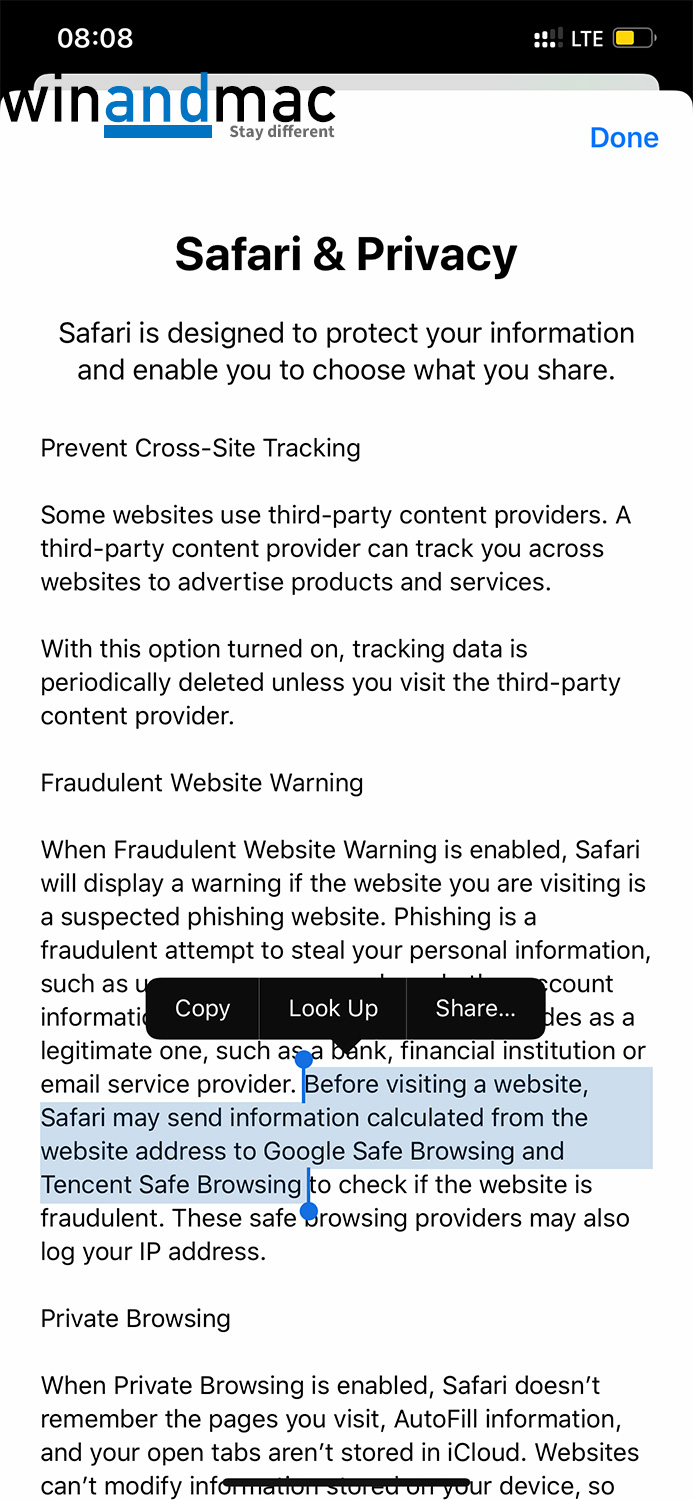 08:08
LTE
winandmac
Stay different
Done
Safari & Privacy
Safari is designed to protect your information
and enable you to choose what you share.
Prevent Cross-Site Tracking
Some websites use third-party content providers. A
third-party content provider can track you across
websites to advertise products and services.
With this option turned on, tracking data is
periodically deleted unless you visit the third-party
content provider.
Fraudulent Website Warning
When Fraudulent Website Warning is enabled, Safari
will display a warning if the website you are visiting is
a suspected phishing website. Phishing is a
fraudulent attempt to steal your personal information,
such as
Copy Look Up Share...
as a
legitimate one, such as a bank, financial institution or
email service provider. Before visiting a website,
Safari may send information calculated from the
website address to Google Safe Browsing and
Tencent Safe Browsing to check if the website is
fraudulent. These safe browsing providers may also
log your IP address.
Private Browsing
When Private Browsing is enabled, Safari doesn't
remember the pages you visit, AutoFill information,
and your open tabs aren't stored in iCloud. Websites
can't modify information stored on your device, so